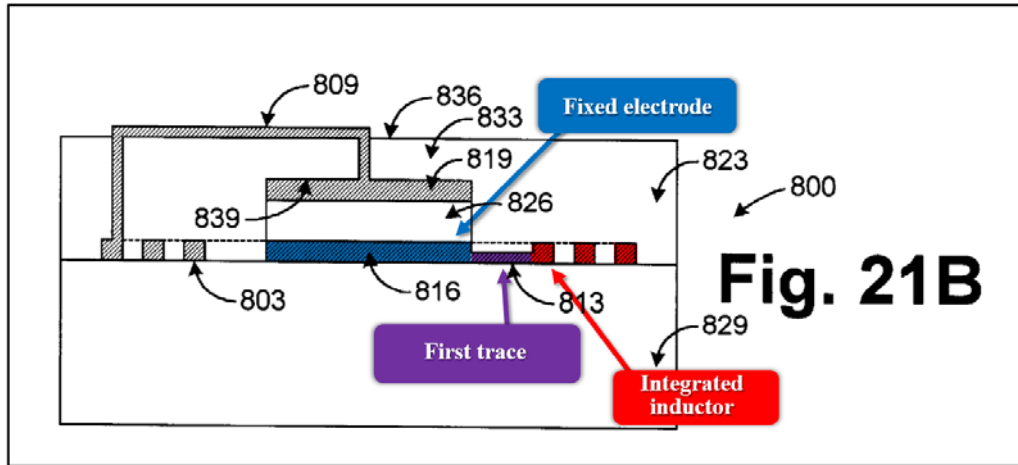 809
836
833
Fixed electrode
819
823
826
800
839
Fig. 21B
803
816
813
829
First trace
Integrated
inductor